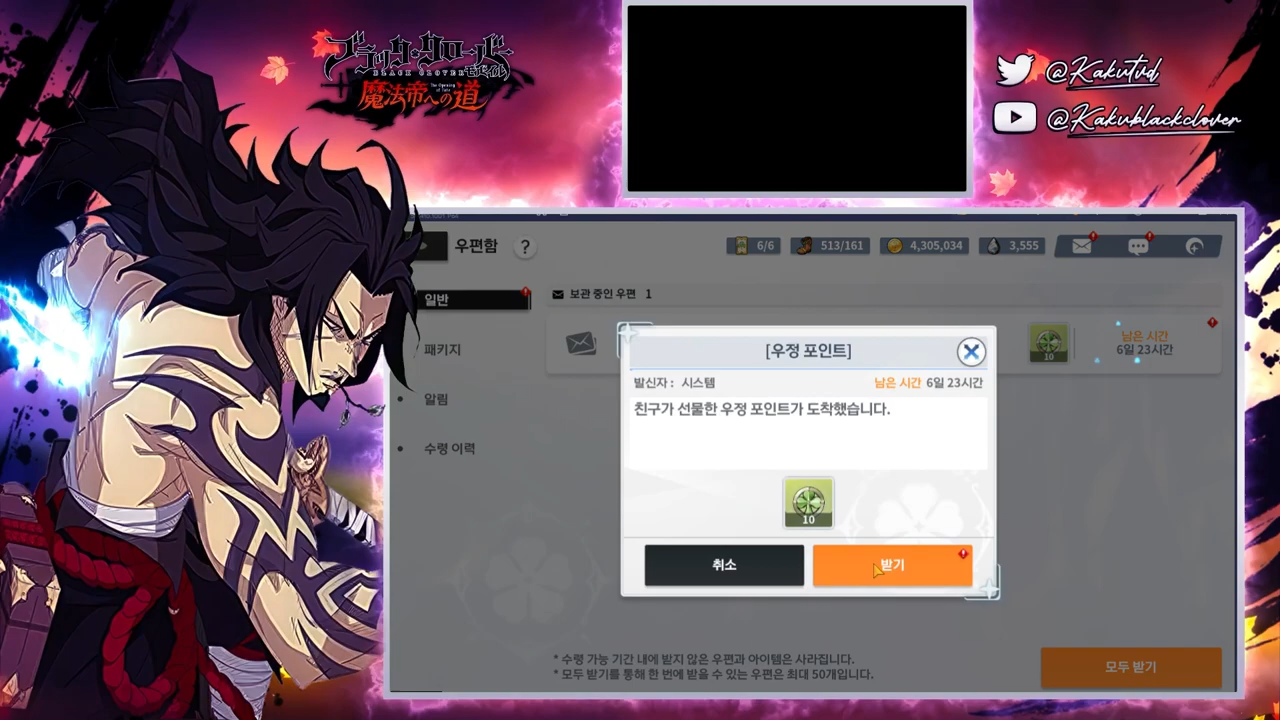 ブラック・クローバー
BLACK CLOVER モバイル
The Opening of Fate
魔法帝への道
@Kakutvd
@Kakublackclover
우편함
?
6/6
513/161
4,305,034
3,555
일반
패키지
알림
수령 이력
보관 중인 우편 1
10
남은 시간
6일 23시간
[우정 포인트]
발신자 : 시스템
남은 시간 6일 23시간
친구가 선물한 우정 포인트가 도착했습니다.
10
취소
받기
* 수령 가능 기간 내에 받지 않은 우편과 아이템은 사라집니다.
* 모두 받기를 통해 한 번에 받을 수 있는 우편은 최대 50개입니다.
모두 받기